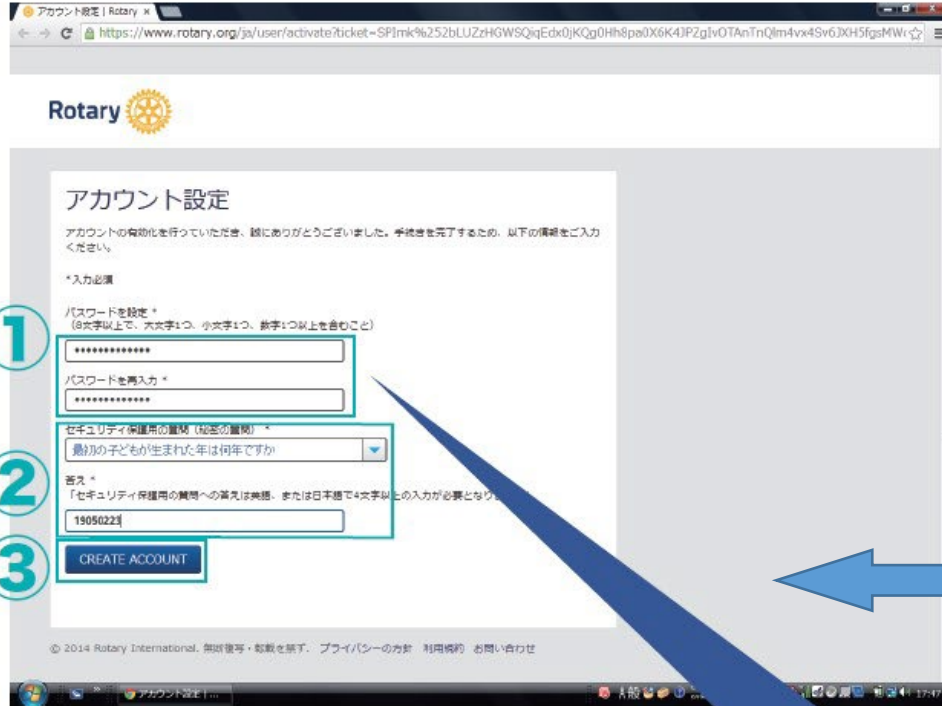 アカウント設定 | Rotary ×
https://www.rotary.org/ja/user/activate?ticket=
Rotary
アカウント設定
アカウントの有効化を行っていただき、誠にありがとうございました。手続きを完了するため、以下の情報をご入力
ください。
*入力必須
①
パスワードを設定 *
(8文字以上で、大文字1つ、小文字1つ、数字1つ以上を含むこと)
•••••••••••••
パスワードを再入力 *
•••••••••••••
②
セキュリティ保護用の質問(秘密の質問) *
最初の子どもが生まれた年は何年ですか
答え *
「セキュリティ保護用の質問への答えは英語、または日本語で4文字以上の入力が必要となり
19050223
③
CREATE ACCOUNT
© 2014 Rotary International. 無断複写・転載を禁ず. プライバシーの方針 利用規約 お問い合わせ
アカウント設定 | ...
A 般
17:47